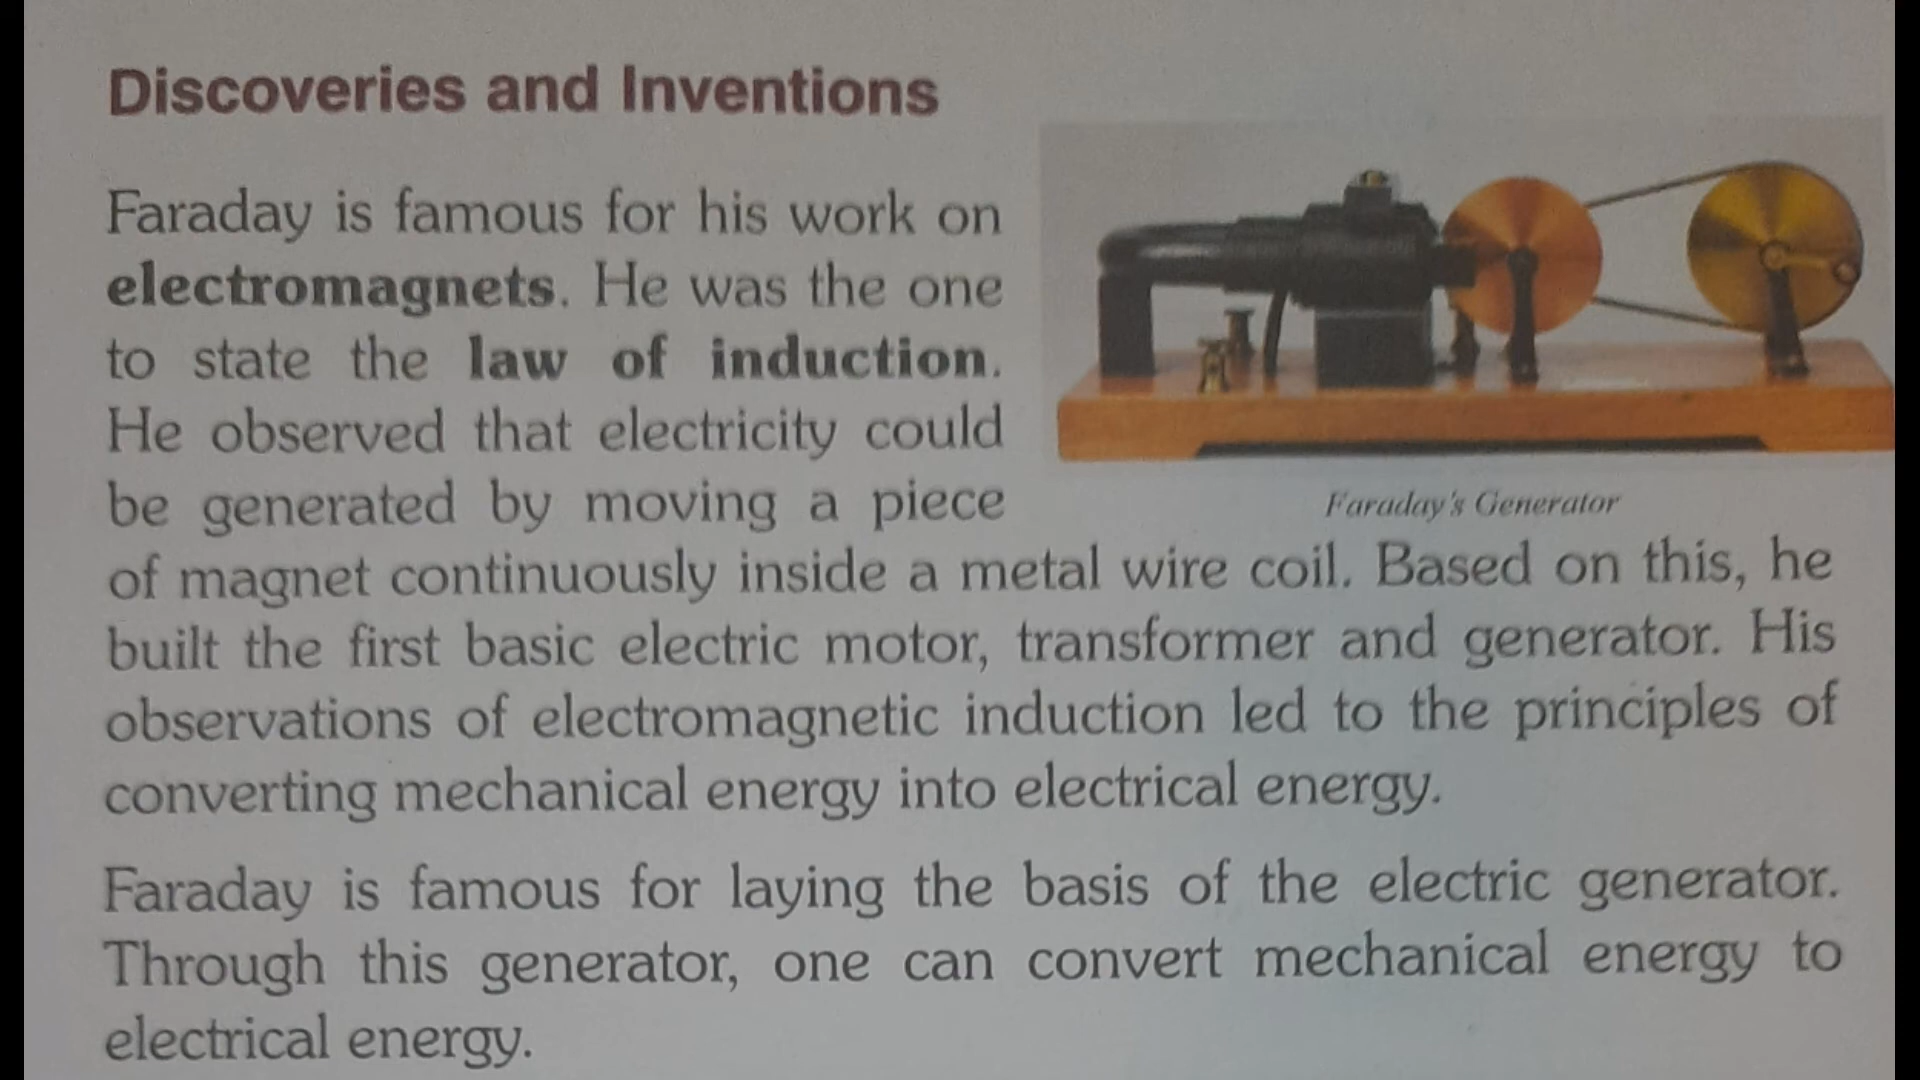 Discoveries and Inventions
Faraday is famous for his work on
electromagnets. He was the one
to state the law of induction.
He observed that electricity could
be generated by moving a piece
Faraday's Generator
of magnet continuously inside a metal wire coil. Based on this, he
built the first basic electric motor, transformer and generator. His
observations of electromagnetic induction led to the principles of
converting mechanical energy into electrical energy.
Faraday is famous for laying the basis of the electric generator.
Through this generator, one can convert mechanical energy to
electrical energy.